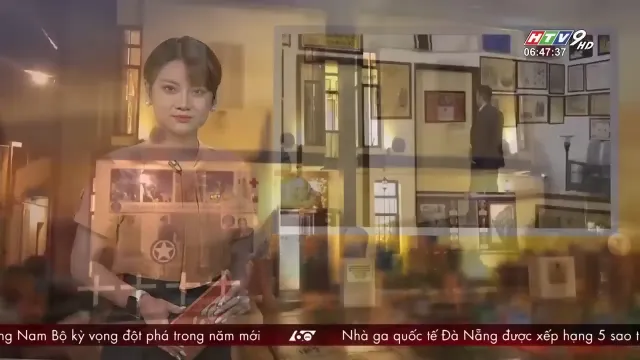 HTV9 HD
06:47:37
ng Nam Bộ kỳ vọng đột phá trong năm mới
60
Nhà ga quốc tế Đà Nẵng được xếp hạng 5 sao t